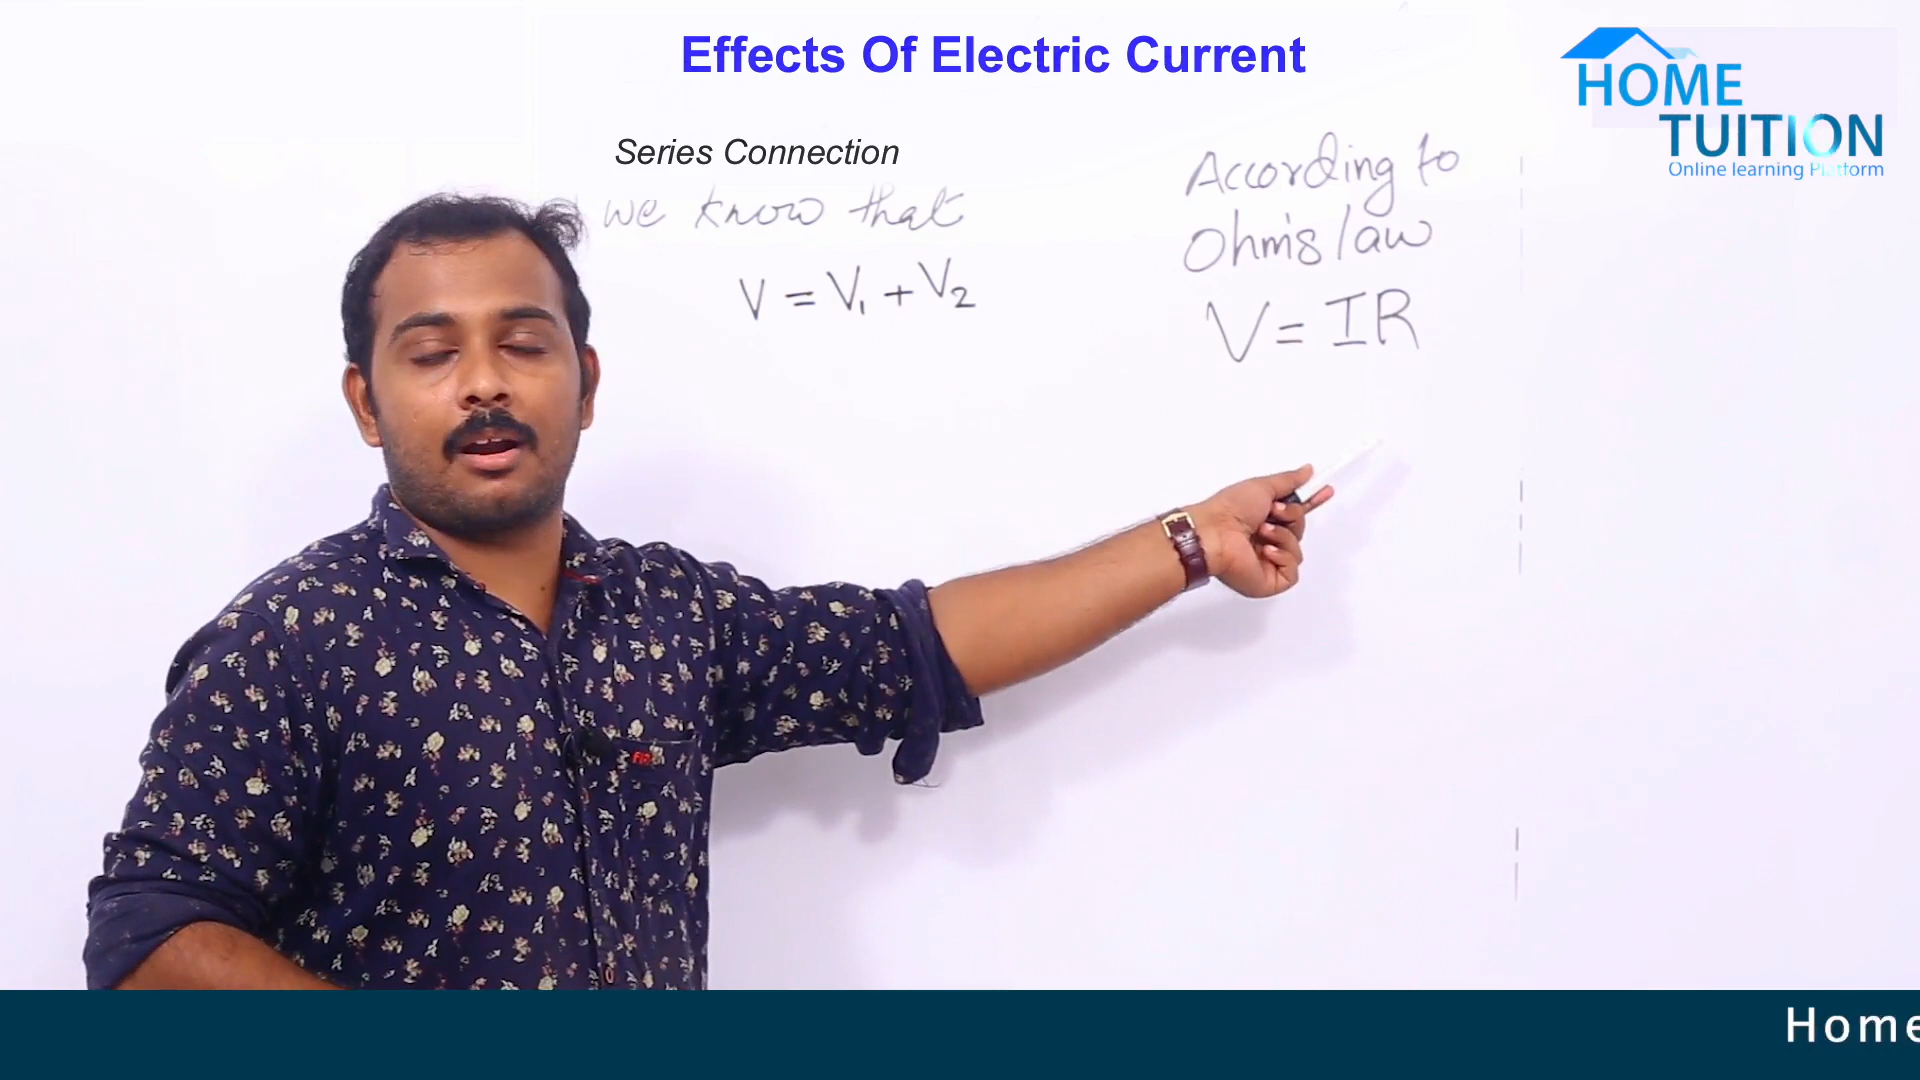 Effects Of Electric Current
HOME
TUITION
Online learning Platform
Series Connection
we know that
V = V₁ + V₂
According to
Ohm's law
V = IR
Home